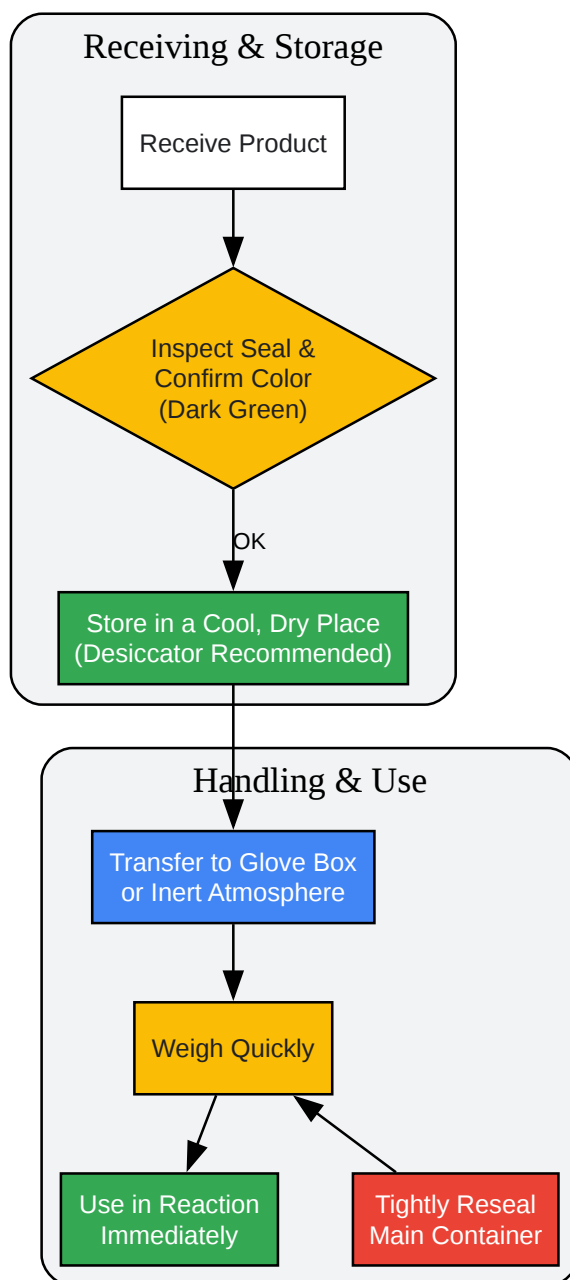 Receiving & Storage
Receive Product
Inspect Seal &
Confirm Color
(Dark Green)
OK
Store in a Cool, Dry Place
(Desiccator Recommended)
Handling & Use
Transfer to Glove Box
or Inert Atmosphere
Weigh Quickly
Use in Reaction
Immediately
Tightly Reseal
Main Container